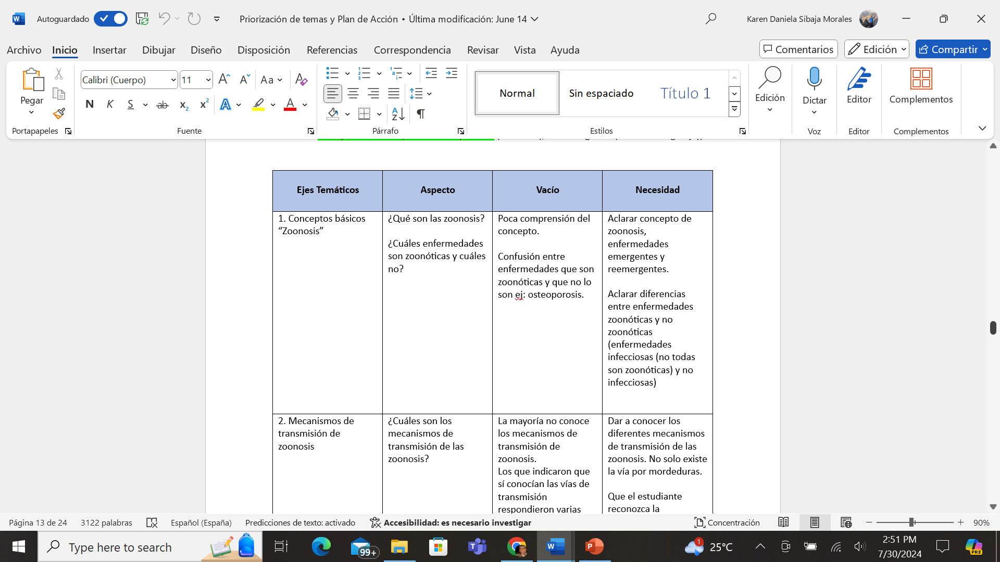 Autoguardado
Priorización de temas y Plan de Acción • Última modificación: June 14
Karen Daniela Sibaja Morales
Archivo Inicio Insertar Dibujar Diseño Disposición Referencias Correspondencia Revisar Vista Ayuda
Comentarios Edición Compartir
Pegar
Portapapeles
Calibri (Cuerpo) 11
N K S ab x₂ x² A A
Aa
Fuente
Párrafo
Normal
Sin espaciado
Título 1
Estilos
Edición
Dictar
Voz
Editor
Editor
Complementos
Complementos
Ejes Temáticos
Aspecto
Vacío
Necesidad
1. Conceptos básicos
“Zoonosis”
¿Qué son las zoonosis?
¿Cuáles enfermedades
son zoonóticas y cuáles
no?
Poca comprensión del
concepto.
Confusión entre
enfermedades que son
zoonóticas y que no lo
son ej: osteoporosis.
Aclarar concepto de
zoonosis,
enfermedades
emergentes y
reemergentes.
Aclarar diferencias
entre enfermedades
zoonóticas y no
zoonóticas
(enfermedades
infecciosas (no todas
son zoonóticas) y no
infecciosas)
2. Mecanismos de
transmisión de
zoonosis
¿Cuáles son los
mecanismos de
transmisión de las
zoonosis?
La mayoría no conoce
los mecanismos de
transmisión de
zoonosis.
Los que indicaron que
sí conocían las vías de
transmisión
respondieron varias
Dar a conocer los
diferentes mecanismos
de transmisión de las
zoonosis. No solo existe
la vía por mordeduras.
Que el estudiante
reconozca la
Página 13 de 24 3122 palabras Español (España) Predicciones de texto: activado Accesibilidad: es necesario investigar
Concentración 90%
Type here to search
99+
1
25°C
2:51 PM
7/30/2024
PRE